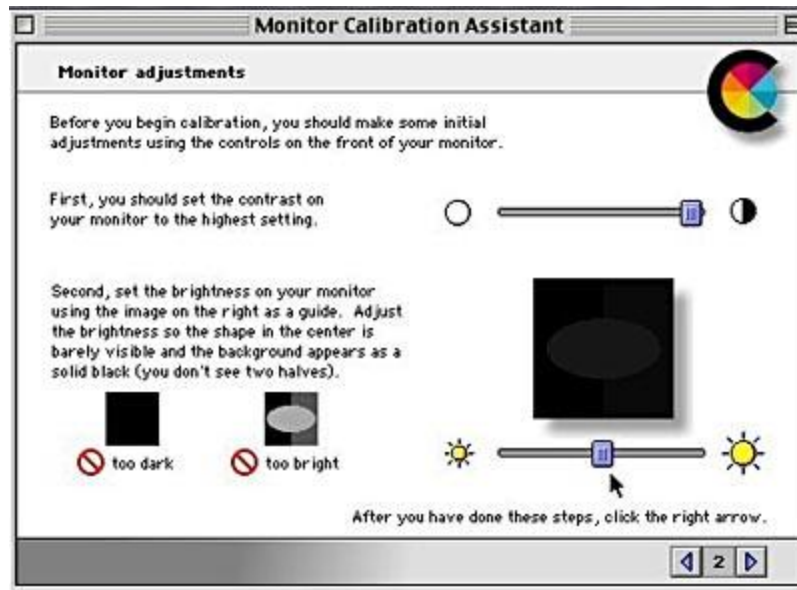 Monitor Calibration Assistant
Monitor adjustments
Before you begin calibration, you should make some initial
adjustments using the controls on the front of your monitor.
First, you should set the contrast on
your monitor to the highest setting.
Second, set the brightness on your monitor
using the image on the right as a guide. Adjust
the brightness so the shape in the center is
barely visible and the background appears as a
solid black (you don't see two halves).
too dark
too bright
After you have done these steps, click the right arrow.
2